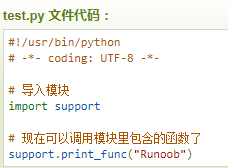 test.py 文件代码：
#!/usr/bin/python
# -*- coding: UTF-8 -*-
# 导入模块
import support
# 现在可以调用模块里包含的函数了
support.print_func("Runoob")